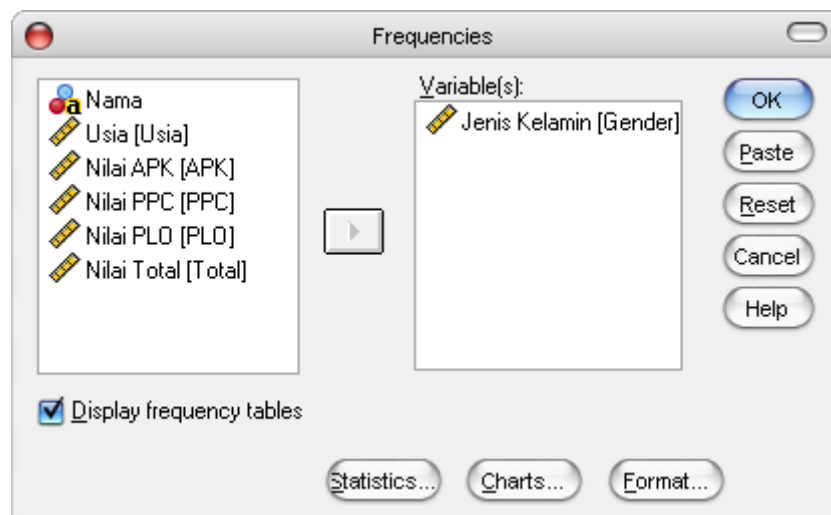 Frequencies
Nama
Usia [Usia]
Nilai APK [APK]
Nilai PPC [PPC]
Nilai PLO [PLO]
Nilai Total [Total]
Variable(s):
Jenis Kelamin [Gender]
OK
Paste
Reset
Cancel
Help
Display frequency tables
Statistics...
Charts...
Format...